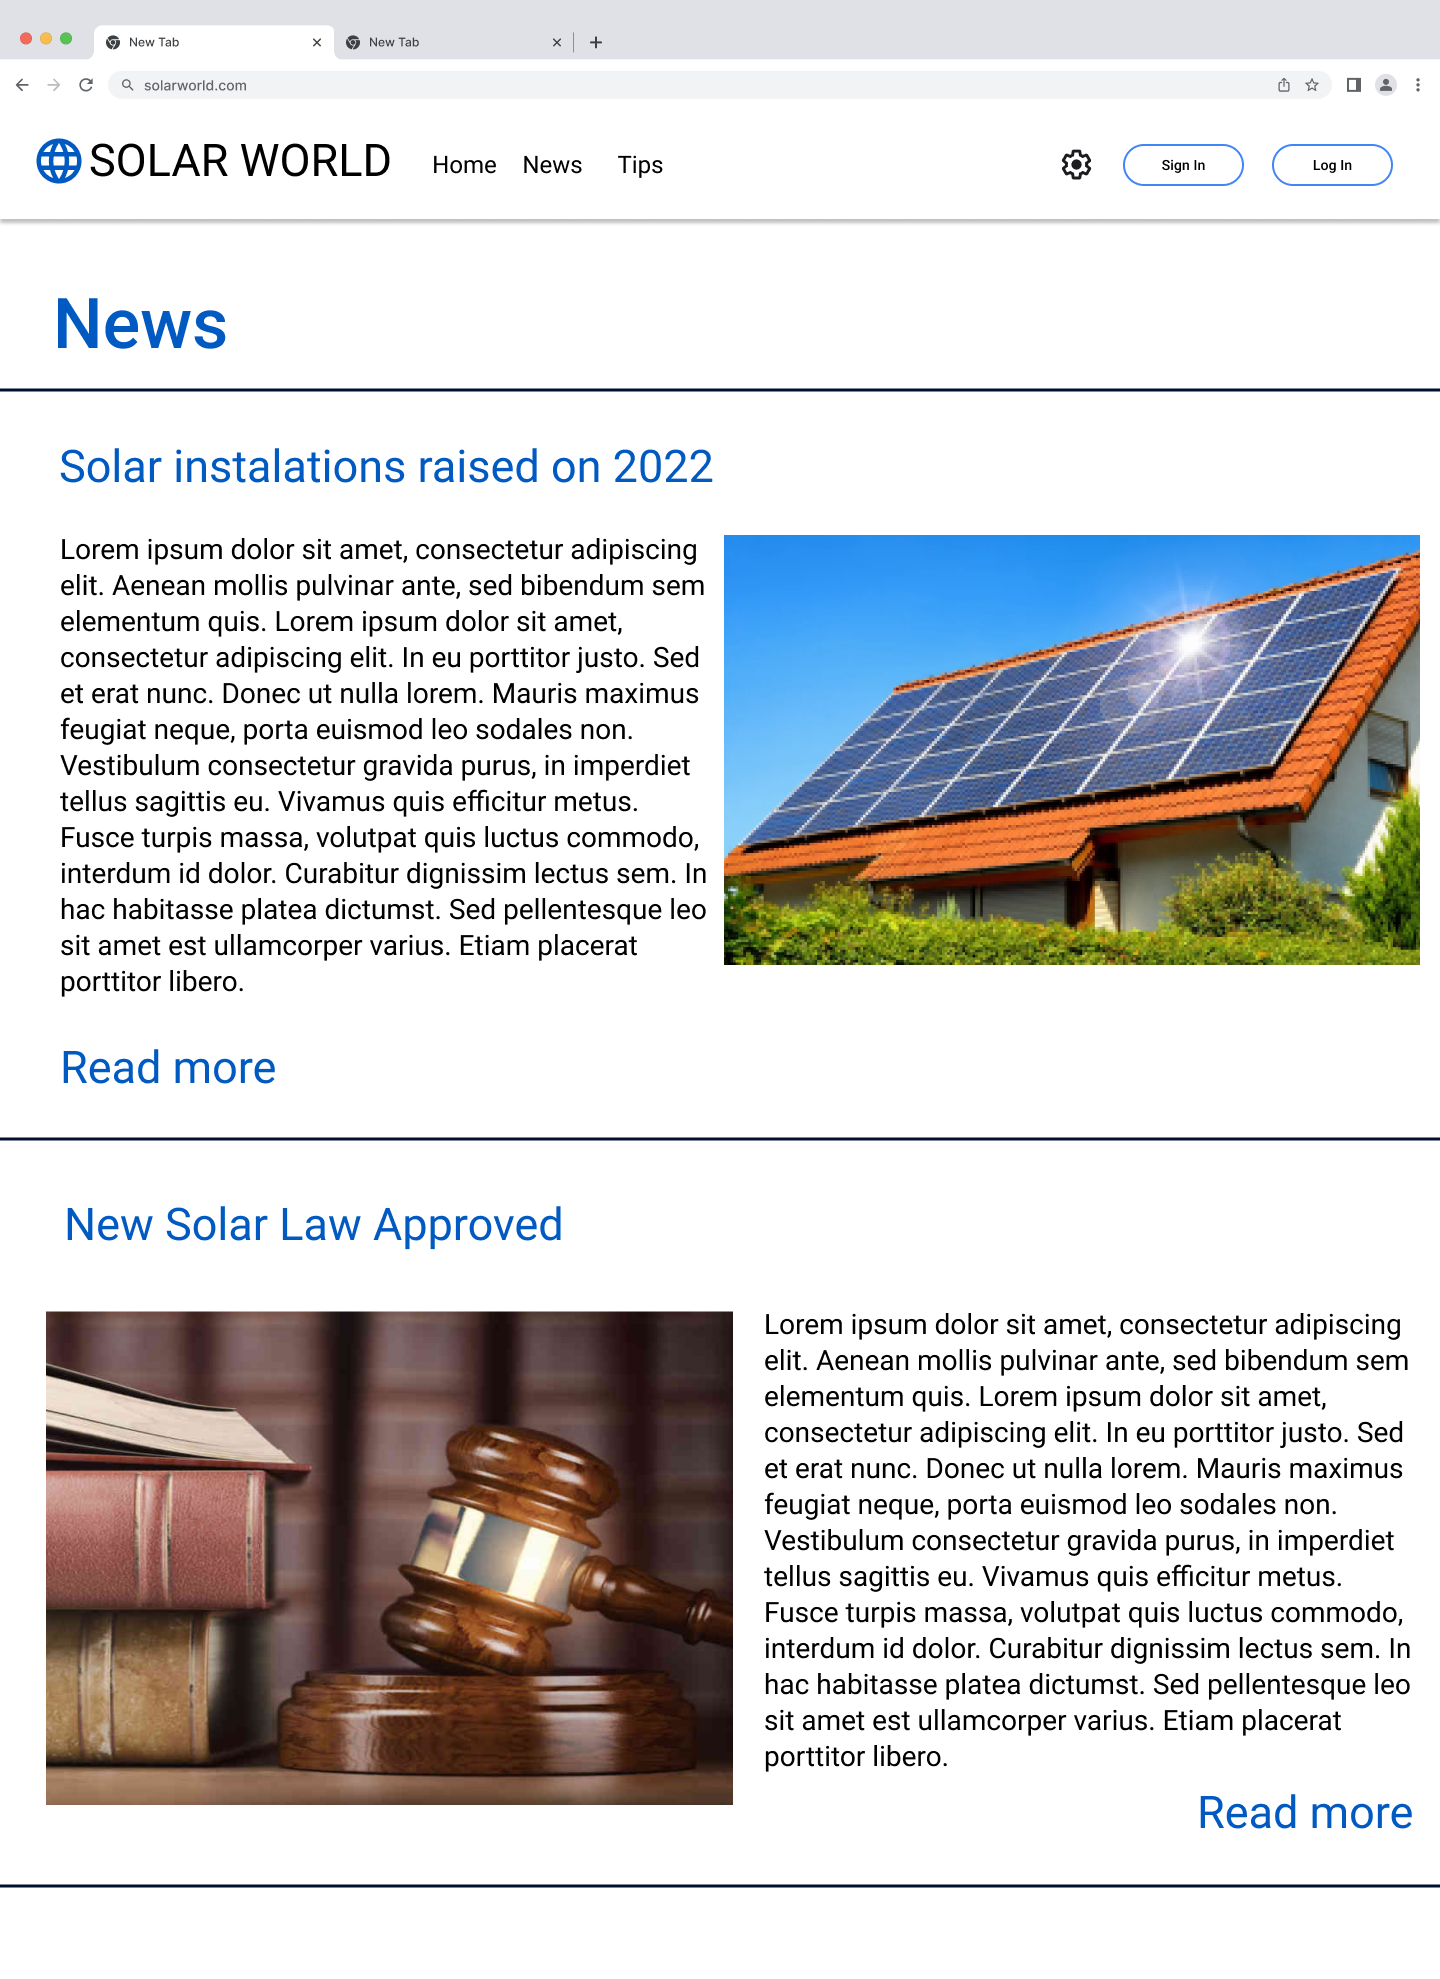 New Tab
New Tab
solarworld.com
SOLAR WORLD
Home
News
Tips
Sign In
Log In
News
Solar instalations raised on 2022
Lorem ipsum dolor sit amet, consectetur adipiscing
elit. Aenean mollis pulvinar ante, sed bibendum sem
elementum quis. Lorem ipsum dolor sit amet,
consectetur adipiscing elit. In eu porttitor justo. Sed
et erat nunc. Donec ut nulla lorem. Mauris maximus
feugiat neque, porta euismod leo sodales non.
Vestibulum consectetur gravida purus, in imperdiet
tellus sagittis eu. Vivamus quis efficitur metus.
Fusce turpis massa, volutpat quis luctus commodo,
interdum id dolor. Curabitur dignissim lectus sem. In
hac habitasse platea dictumst. Sed pellentesque leo
sit amet est ullamcorper varius. Etiam placerat
porttitor libero.
Read more
New Solar Law Approved
Lorem ipsum dolor sit amet, consectetur adipiscing
elit. Aenean mollis pulvinar ante, sed bibendum sem
elementum quis. Lorem ipsum dolor sit amet,
consectetur adipiscing elit. In eu porttitor justo. Sed
et erat nunc. Donec ut nulla lorem. Mauris maximus
feugiat neque, porta euismod leo sodales non.
Vestibulum consectetur gravida purus, in imperdiet
tellus sagittis eu. Vivamus quis efficitur metus.
Fusce turpis massa, volutpat quis luctus commodo,
interdum id dolor. Curabitur dignissim lectus sem. In
hac habitasse platea dictumst. Sed pellentesque leo
sit amet est ullamcorper varius. Etiam placerat
porttitor libero.
Read more